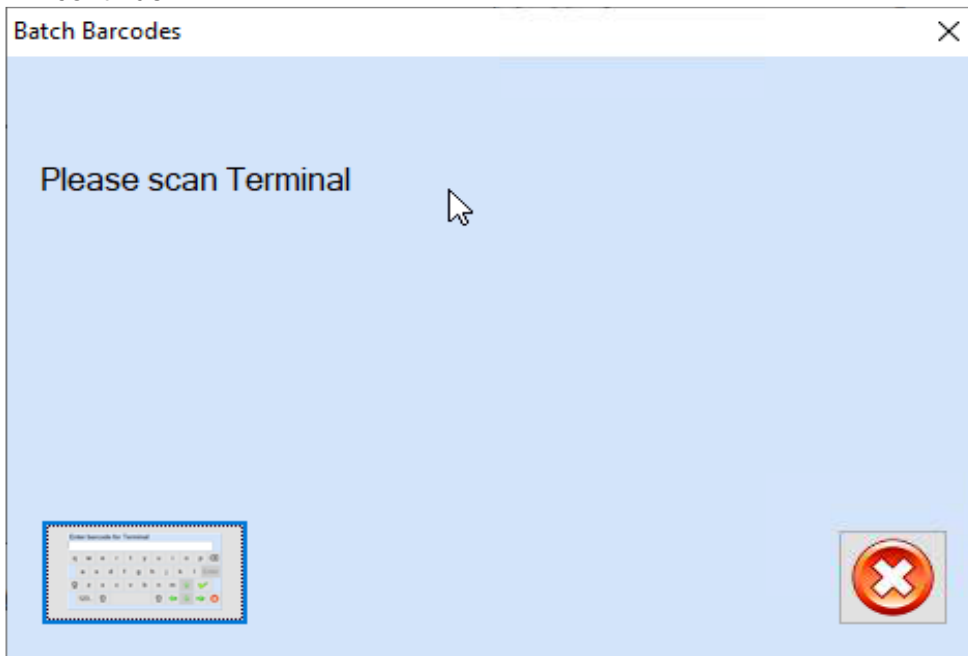 Batch Barcodes
Please scan Terminal
Enter barcode for Terminal